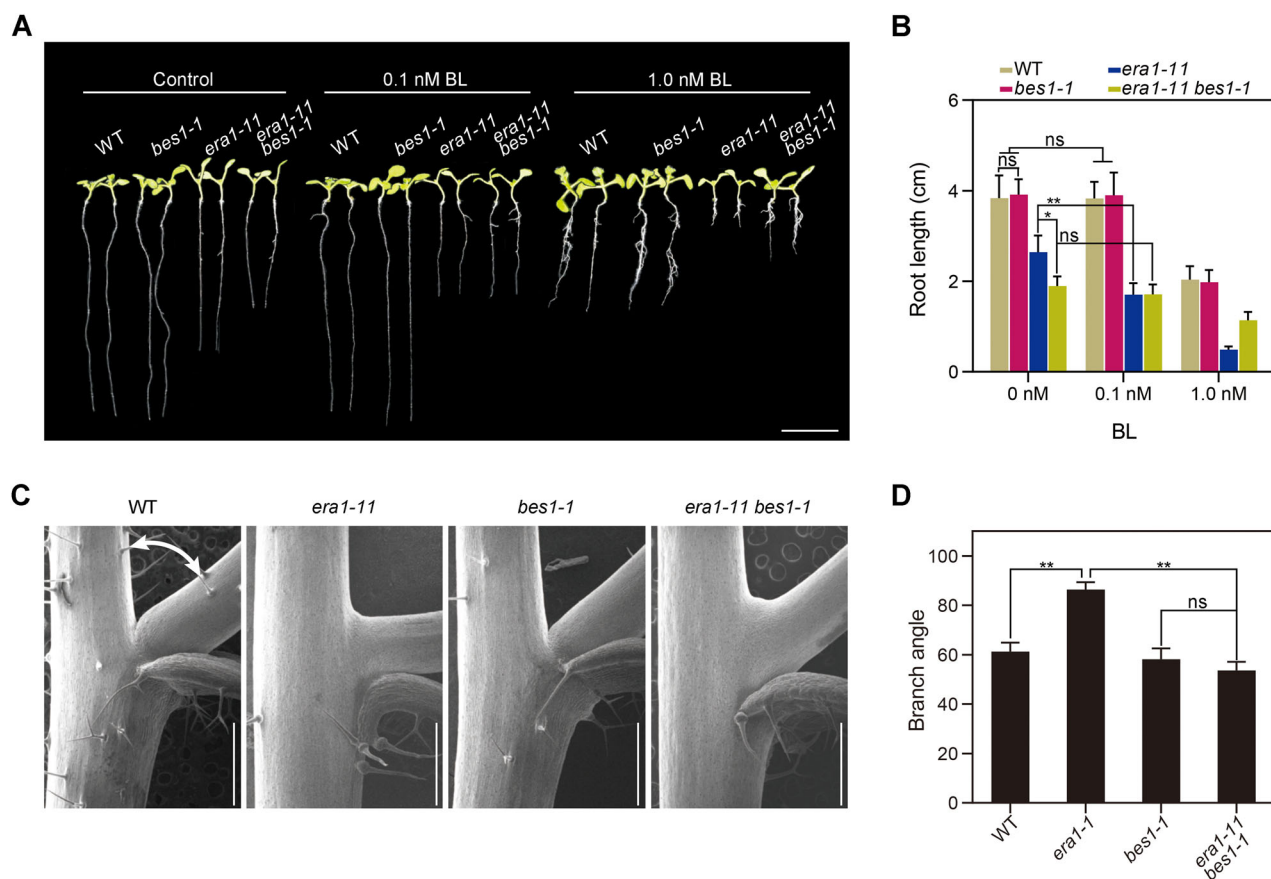 A
Control
0.1 nM BL
1.0 nM BL
WT
bes1-1
era1-11
era1-11
bes1-1
WT
bes1-1
era1-11
era1-11
bes1-1
WT
bes1-1
era1-11
era1-11
bes1-1
B
WT
era1-11
bes1-1
era1-11 bes1-1
Root length (cm)
6
4
2
0
ns
ns
**
*
ns
0 nM
0.1 nM
1.0 nM
BL
C
WT
era1-11
bes1-1
era1-11 bes1-1
D
Branch angle
100
80
60
40
20
0
**
**
ns
WT
era1-1
bes1-1
era1-11
bes1-1